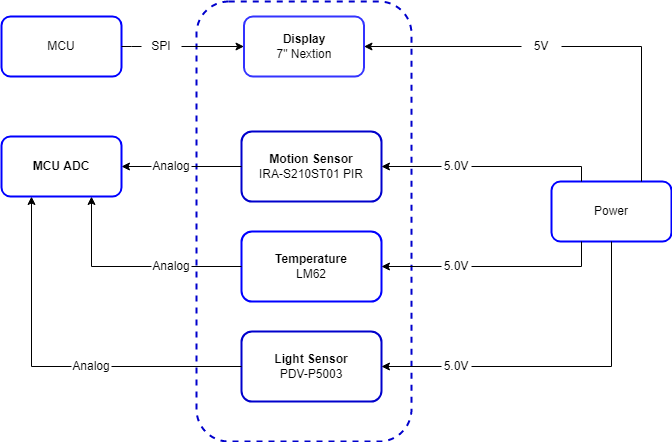 MCU
SPI
Display
7" Nextion
5V
MCU ADC
Analog
Motion Sensor
IRA-S210ST01 PIR
5.0V
Power
Analog
Temperature
LM62
5.0V
Analog
Light Sensor
PDV-P5003
5.0V